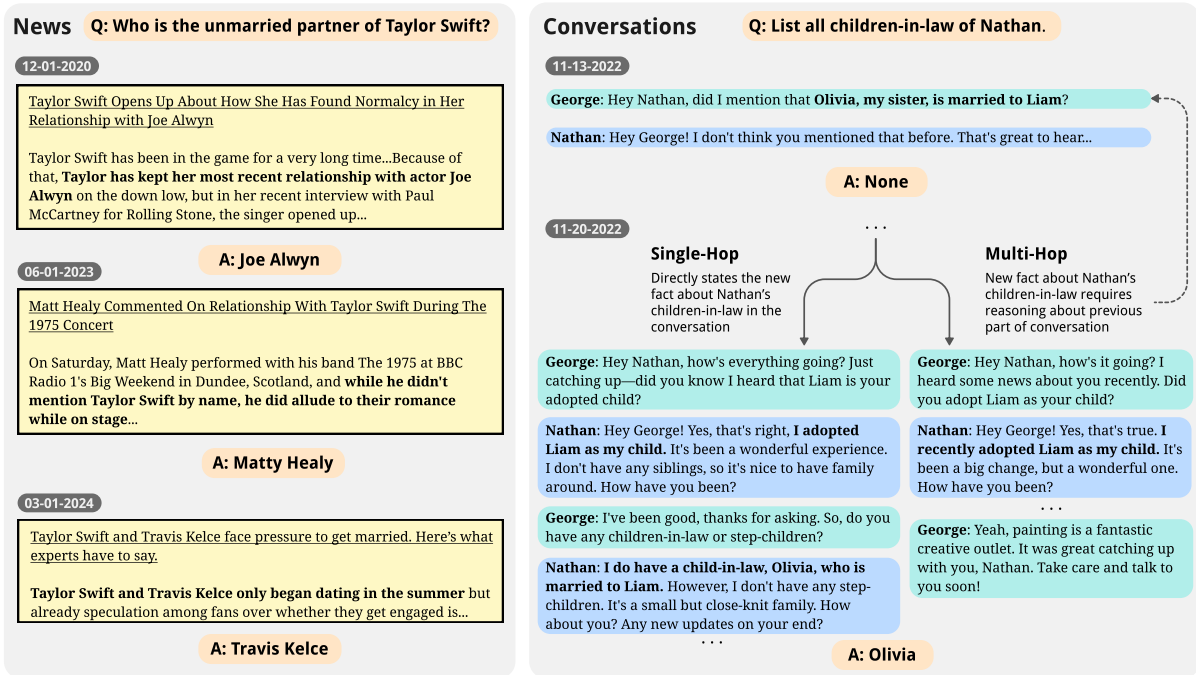 News
Q: Who is the unmarried partner of Taylor Swift?
12-01-2020
Taylor Swift Opens Up About How She Has Found Normalcy in Her
Relationship with Joe Alwyn
Taylor Swift has been in the game for a very long time...Because of
that, Taylor has kept her most recent relationship with actor Joe
Alwyn on the down low, but in her recent interview with Paul
McCartney for Rolling Stone, the singer opened up...
A: Joe Alwyn
06-01-2023
Matt Healy Commented On Relationship With Taylor Swift During The
1975 Concert
On Saturday, Matt Healy performed with his band The 1975 at BBC
Radio 1's Big Weekend in Dundee, Scotland, and while he didn't
mention Taylor Swift by name, he did allude to their romance
while on stage...
A: Matty Healy
03-01-2024
Taylor Swift and Travis Kelce face pressure to get married. Here's what
experts have to say.
Taylor Swift and Travis Kelce only began dating in the summer but
already speculation among fans over whether they get engaged is...
A: Travis Kelce
Conversations
Q: List all children-in-law of Nathan.
11-13-2022
George: Hey Nathan, did I mention that Olivia, my sister, is married to Liam?
Nathan: Hey George! I don't think you mentioned that before. That's great to hear...
A: None
...
11-20-2022
Single-Hop
Directly states the new
fact about Nathan's
children-in-law in the
conversation
Multi-Hop
New fact about Nathan's
children-in-law requires
reasoning about previous
part of conversation
George: Hey Nathan, how's everything going? Just
catching up—did you know I heard that Liam is your
adopted child?
Nathan: Hey George! Yes, that's right, I adopted
Liam as my child. It's been a wonderful experience.
I don't have any siblings, so it's nice to have family
around. How have you been?
George: I've been good, thanks for asking. So, do you
have any children-in-law or step-children?
Nathan: I do have a child-in-law, Olivia, who is
married to Liam. However, I don't have any step-
children. It's a small but close-knit family. How
about you? Any new updates on your end?
...
George: Hey Nathan, how's it going? I
heard some news about you recently. Did
you adopt Liam as your child?
Nathan: Hey George! Yes, that's true. I
recently adopted Liam as my child. It's
been a big change, but a wonderful one.
How have you been?
...
George: Yeah, painting is a fantastic
creative outlet. It was great catching up
with you, Nathan. Take care and talk to
you soon!
A: Olivia